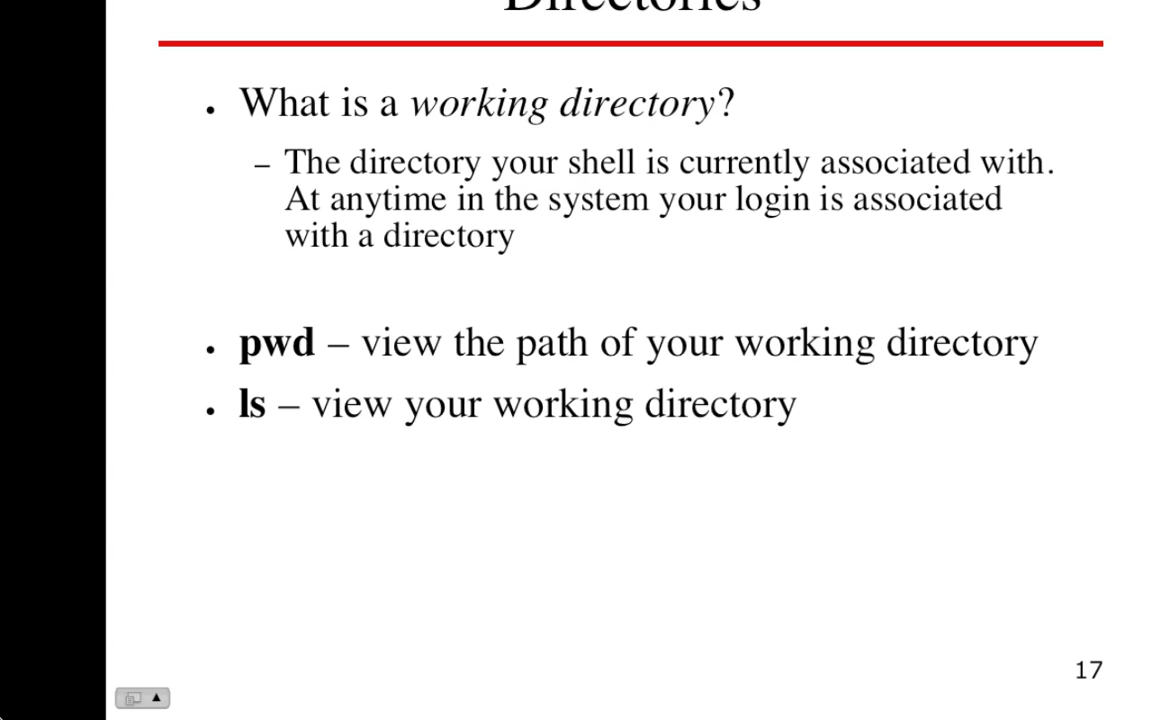 Directories
• What is a working directory?
– The directory your shell is currently associated with.
At anytime in the system your login is associated
with a directory
• pwd – view the path of your working directory
• ls – view your working directory
17